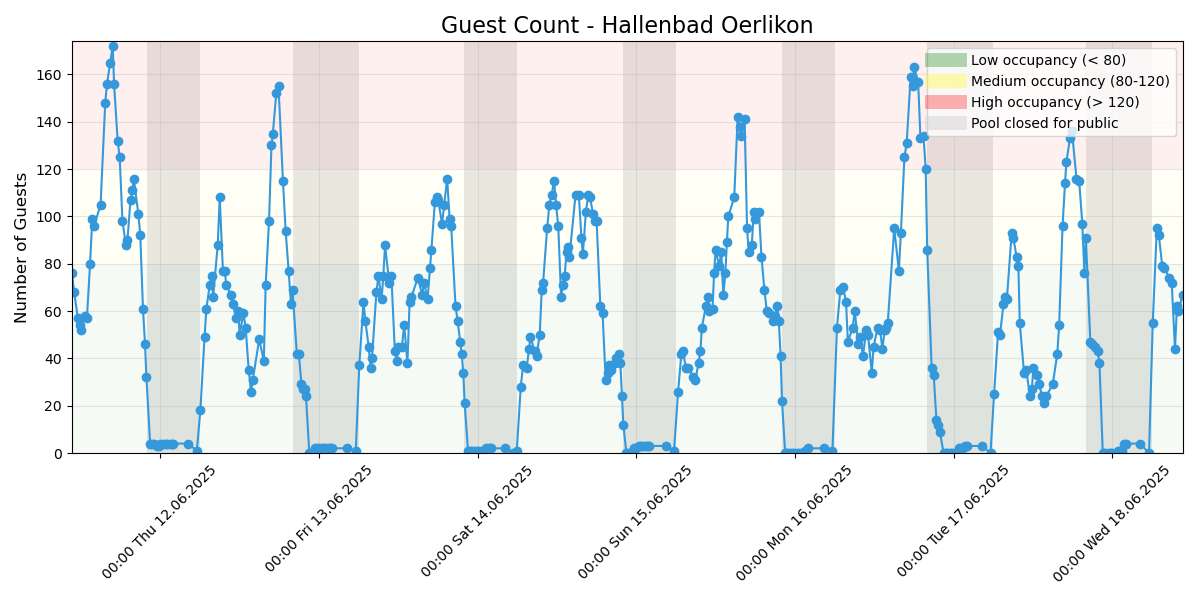 Guest Count - Hallenbad Oerlikon
Number of Guests
160
140
120
100
80
60
40
20
0
Low occupancy (< 80)
Medium occupancy (80-120)
High occupancy (> 120)
Pool closed for public
00:00 Thu 12.06.2025
00:00 Fri 13.06.2025
00:00 Sat 14.06.2025
00:00 Sun 15.06.2025
00:00 Mon 16.06.2025
00:00 Tue 17.06.2025
00:00 Wed 18.06.2025